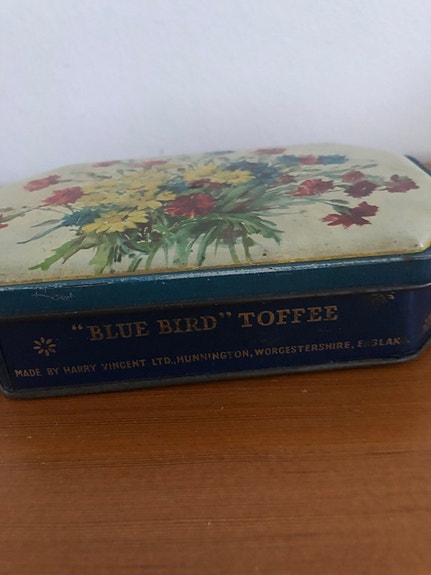 "BLUE BIRD" TOFFEE
MADE BY HARRY VINCENT LTD., HUNNINGTON, WORCESTERSHIRE,